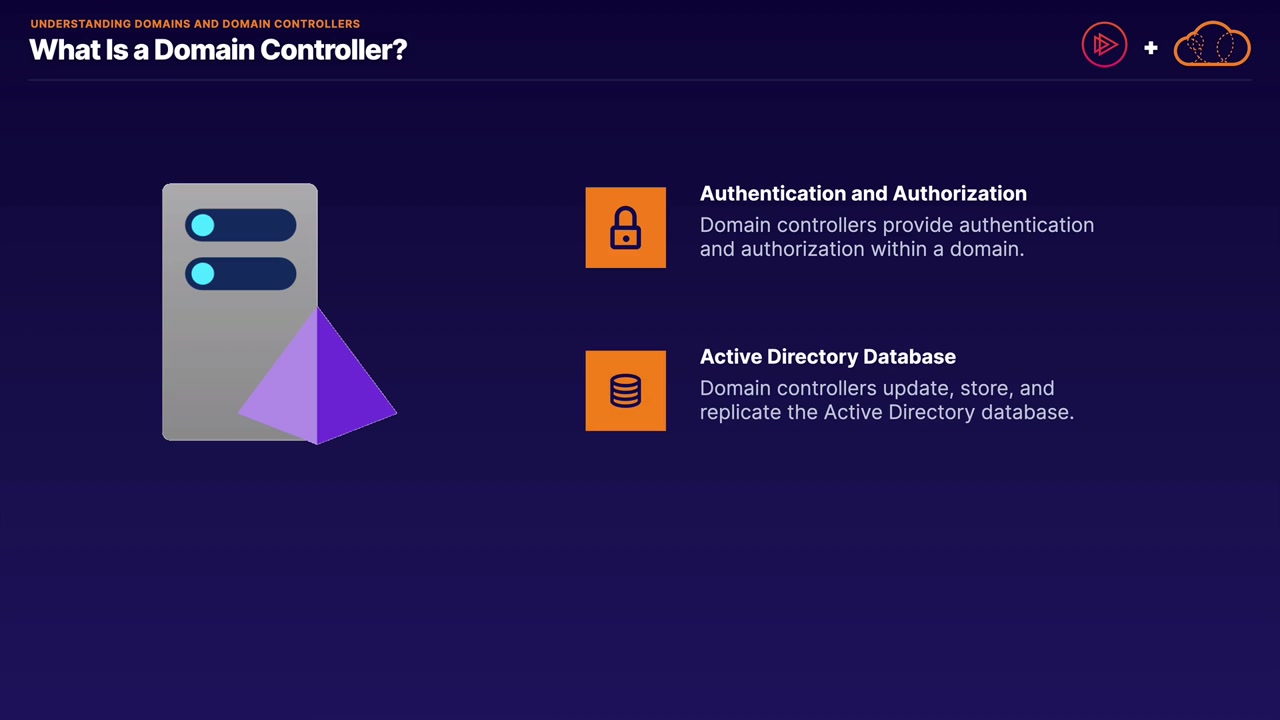 UNDERSTANDING DOMAINS AND DOMAIN CONTROLLERS
What Is a Domain Controller?
+
Authentication and Authorization
Domain controllers provide authentication
and authorization within a domain.
Active Directory Database
Domain controllers update, store, and
replicate the Active Directory database.